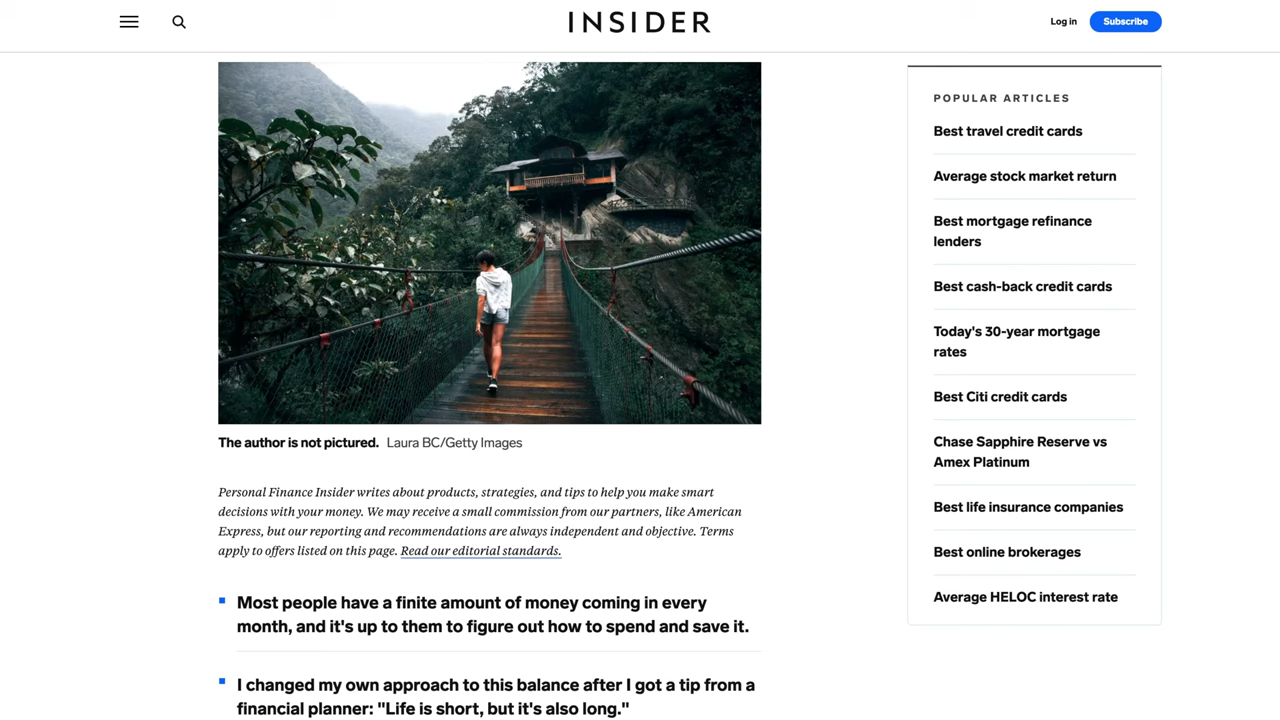 INSIDER
Log in
Subscribe
The author is not pictured. Laura BC/Getty Images
Personal Finance Insider writes about products, strategies, and tips to help you make smart
decisions with your money. We may receive a small commission from our partners, like American
Express, but our reporting and recommendations are always independent and objective. Terms
apply to offers listed on this page. Read our editorial standards.
Most people have a finite amount of money coming in every
month, and it's up to them to figure out how to spend and save it.
I changed my own approach to this balance after I got a tip from a
financial planner: "Life is short, but it's also long."
POPULAR ARTICLES
Best travel credit cards
Average stock market return
Best mortgage refinance
lenders
Best cash-back credit cards
Today's 30-year mortgage
rates
Best Citi credit cards
Chase Sapphire Reserve vs
Amex Platinum
Best life insurance companies
Best online brokerages
Average HELOC interest rate